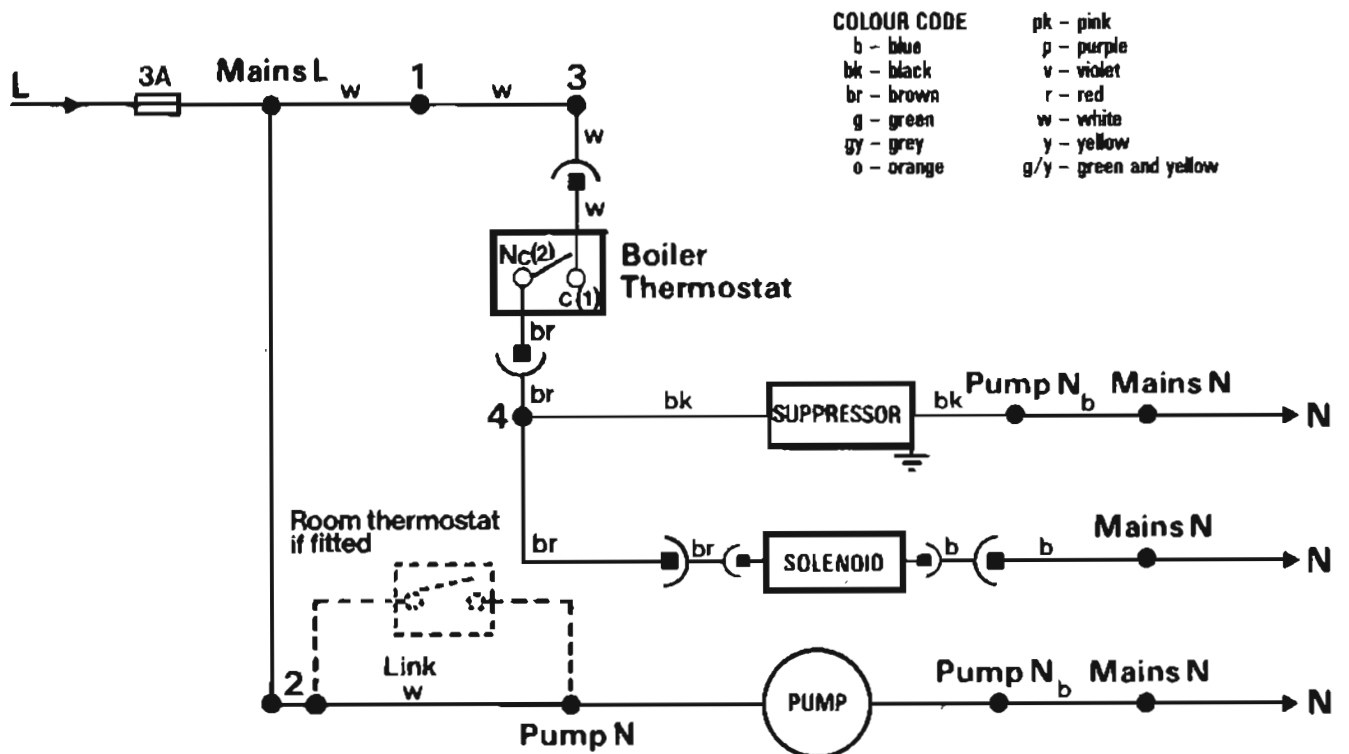 COLOUR CODE
b - blue
bk - black
br - brown
g - green
gy - grey
o - orange
pk - pink
p - purple
v - violet
r - red
w - white
y - yellow
g/y - green and yellow
L
3A
Mains L
w
1
w
3
w
w
Nc(2)
c(1)
Boiler
Thermostat
br
br
4
bk
SUPPRESSOR
bk
Pump N
b
Mains N
N
br
br
SOLENOID
b
b
Mains N
N
Room thermostat
if fitted
Link
w
2
Pump N
PUMP
Pump N
b
Mains N
N